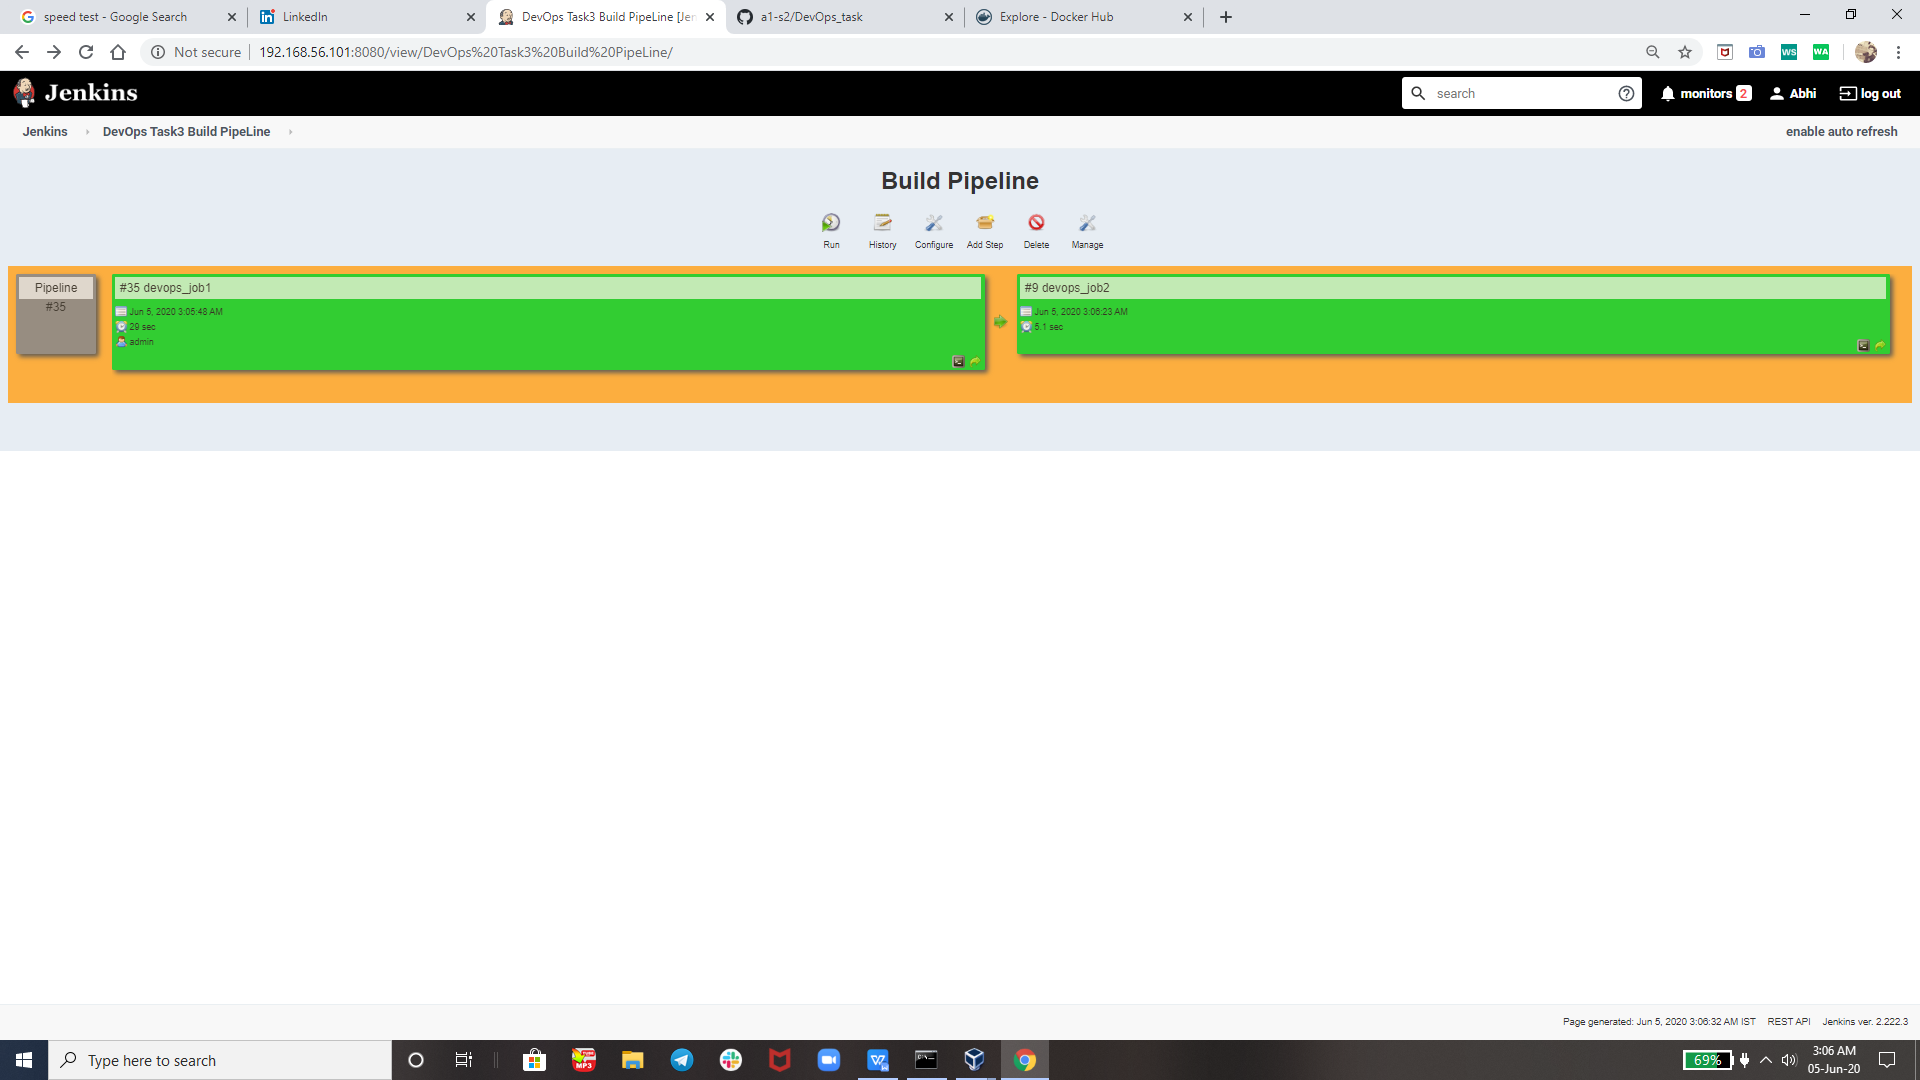 speed test - Google Search
LinkedIn
DevOps Task3 Build PipeLine [Jen
a1-s2/DevOps_task
Explore - Docker Hub
Not secure
192.168.56.101:8080/view/DevOps%20Task3%20Build%20PipeLine/
WS
WA
Jenkins
search
monitors 2
Abhi
log out
Jenkins
DevOps Task3 Build PipeLine
enable auto refresh
Build Pipeline
Run
History
Configure
Add Step
Delete
Manage
Pipeline
#35
#35 devops_job1
Jun 5, 2020 3:05:48 AM
29 sec
admin
#9 devops_job2
Jun 5, 2020 3:06:23 AM
5.1 sec
Page generated: Jun 5, 2020 3:06:32 AM IST
REST API
Jenkins ver. 2.222.3
Type here to search
MP3
69%
3:06 AM
05-Jun-20